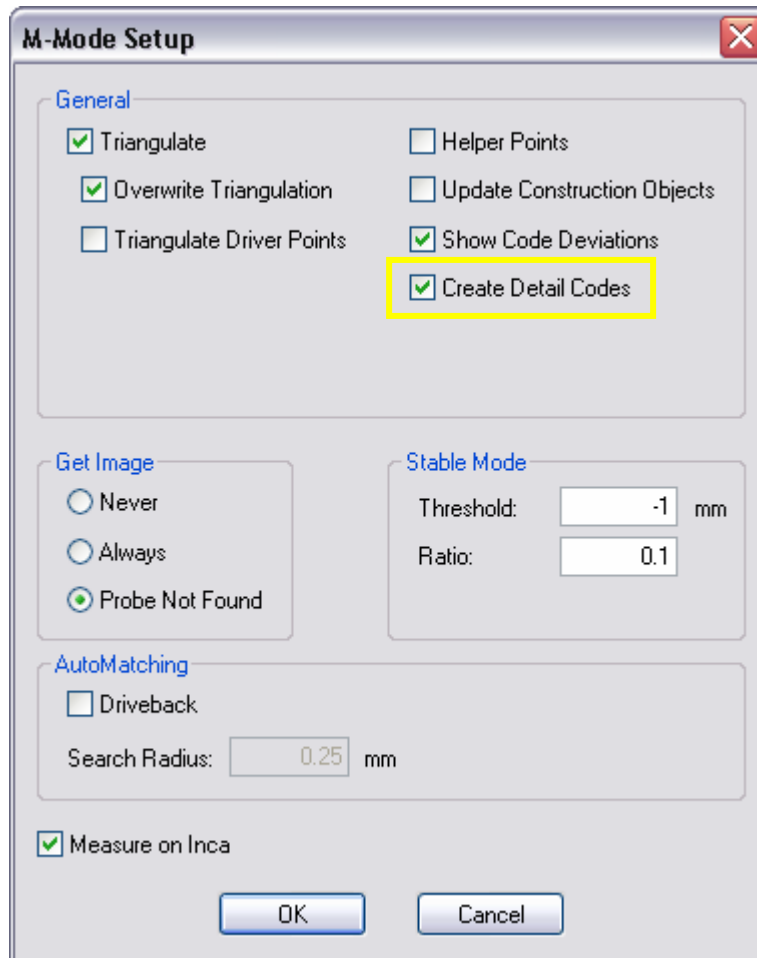 M-Mode Setup
General
Triangulate
Helper Points
Overwrite Triangulation
Update Construction Objects
Triangulate Driver Points
Show Code Deviations
Create Detail Codes
Get Image
Stable Mode
Never
Threshold: -1 mm
Always
Ratio: 0.1
Probe Not Found
AutoMatching
Driveback
Search Radius: 0.25 mm
Measure on Inca
OK
Cancel